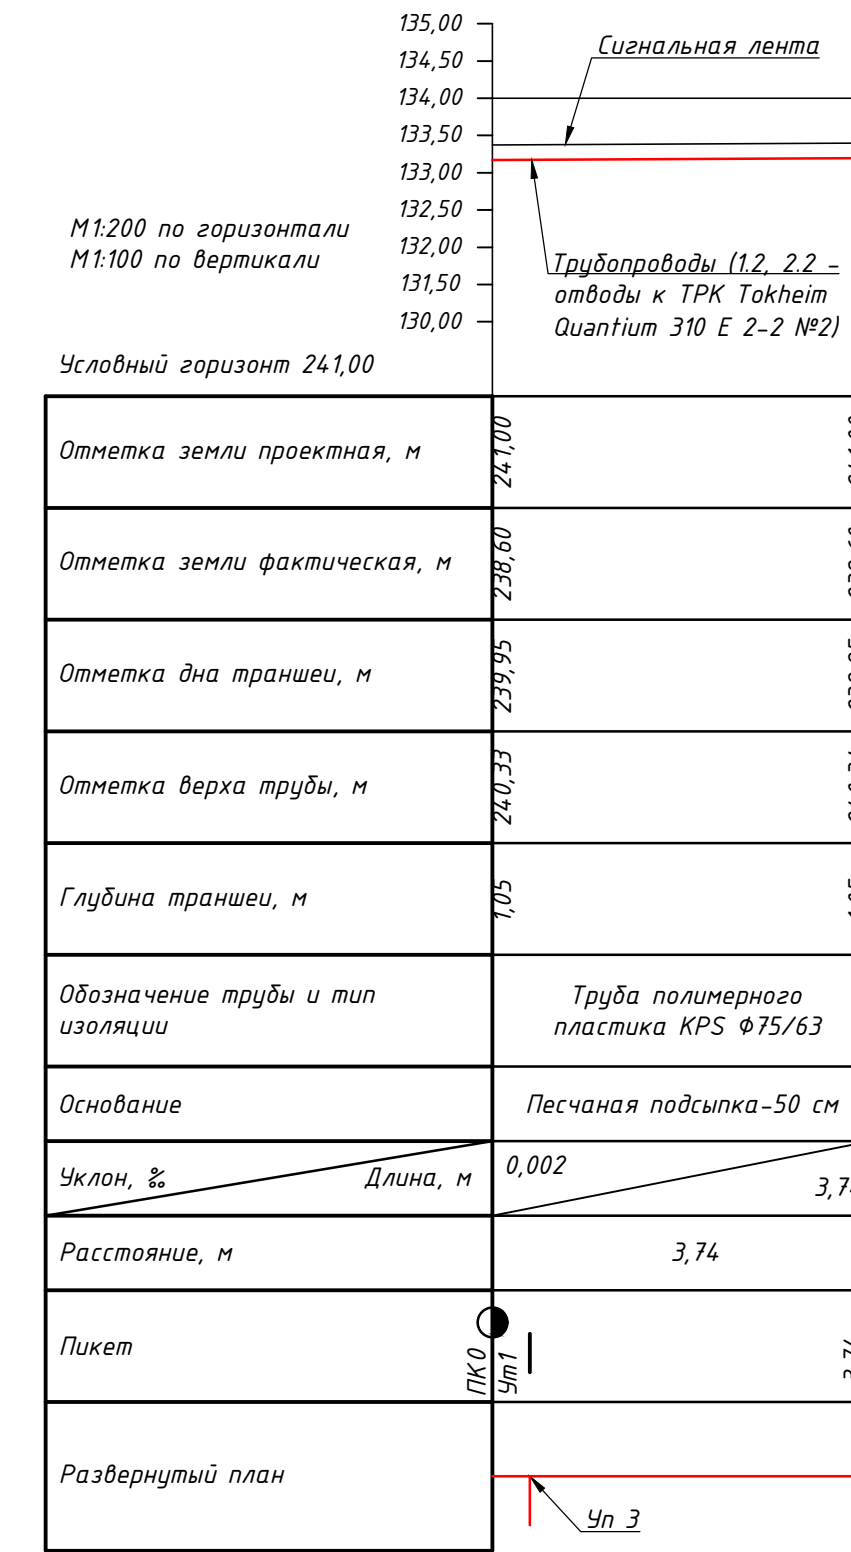 135,00
134,50
134,00
133,50
133,00
132,50
132,00
131,50
130,00
Сигнальная лента
М1:200 по горизонтали
М1:100 по вертикали
Трубопроводы (1.2, 2.2 –
отводы к ТРК Tokheim
Quantium 310 E 2-2 №2)
Условный горизонт 241,00
Отметка земли проектная, м
241,00
Отметка земли фактическая, м
238,60
Отметка дна траншеи, м
239,95
Отметка верха трубы, м
240,33
Глубина траншеи, м
1,05
Обозначение трубы и тип
изоляции
Труба полимерного
пластика KPS Ф75/63
Основание
Песчаная подсыпка-50 см
Уклон, ‰
Длина, м
0,002
Расстояние, м
3,74
Пикет
ПК0
Ут1
Развернутый план
Уп 3